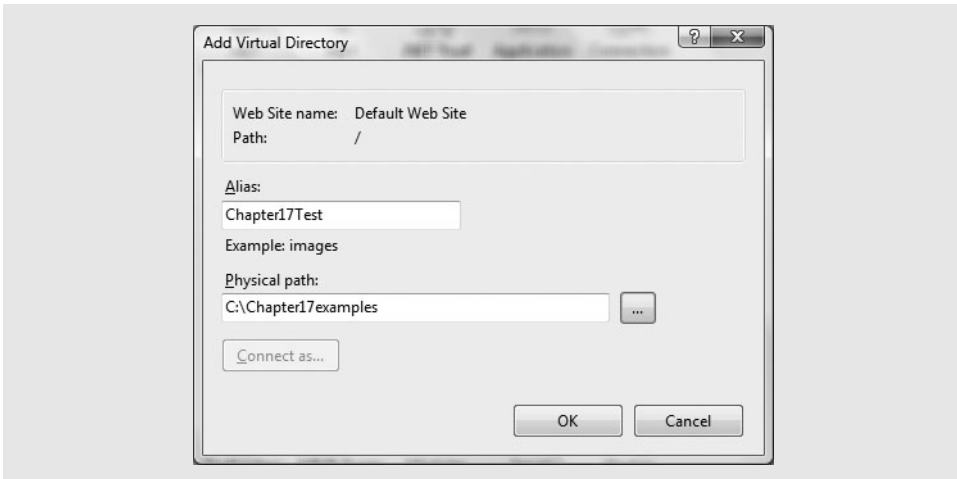 Add Virtual Directory
Web Site name: Default Web Site
Path: /
Alias:
Chapter17Test
Example: images
Physical path:
C:\Chapter17examples
...
Connect as...
OK Cancel